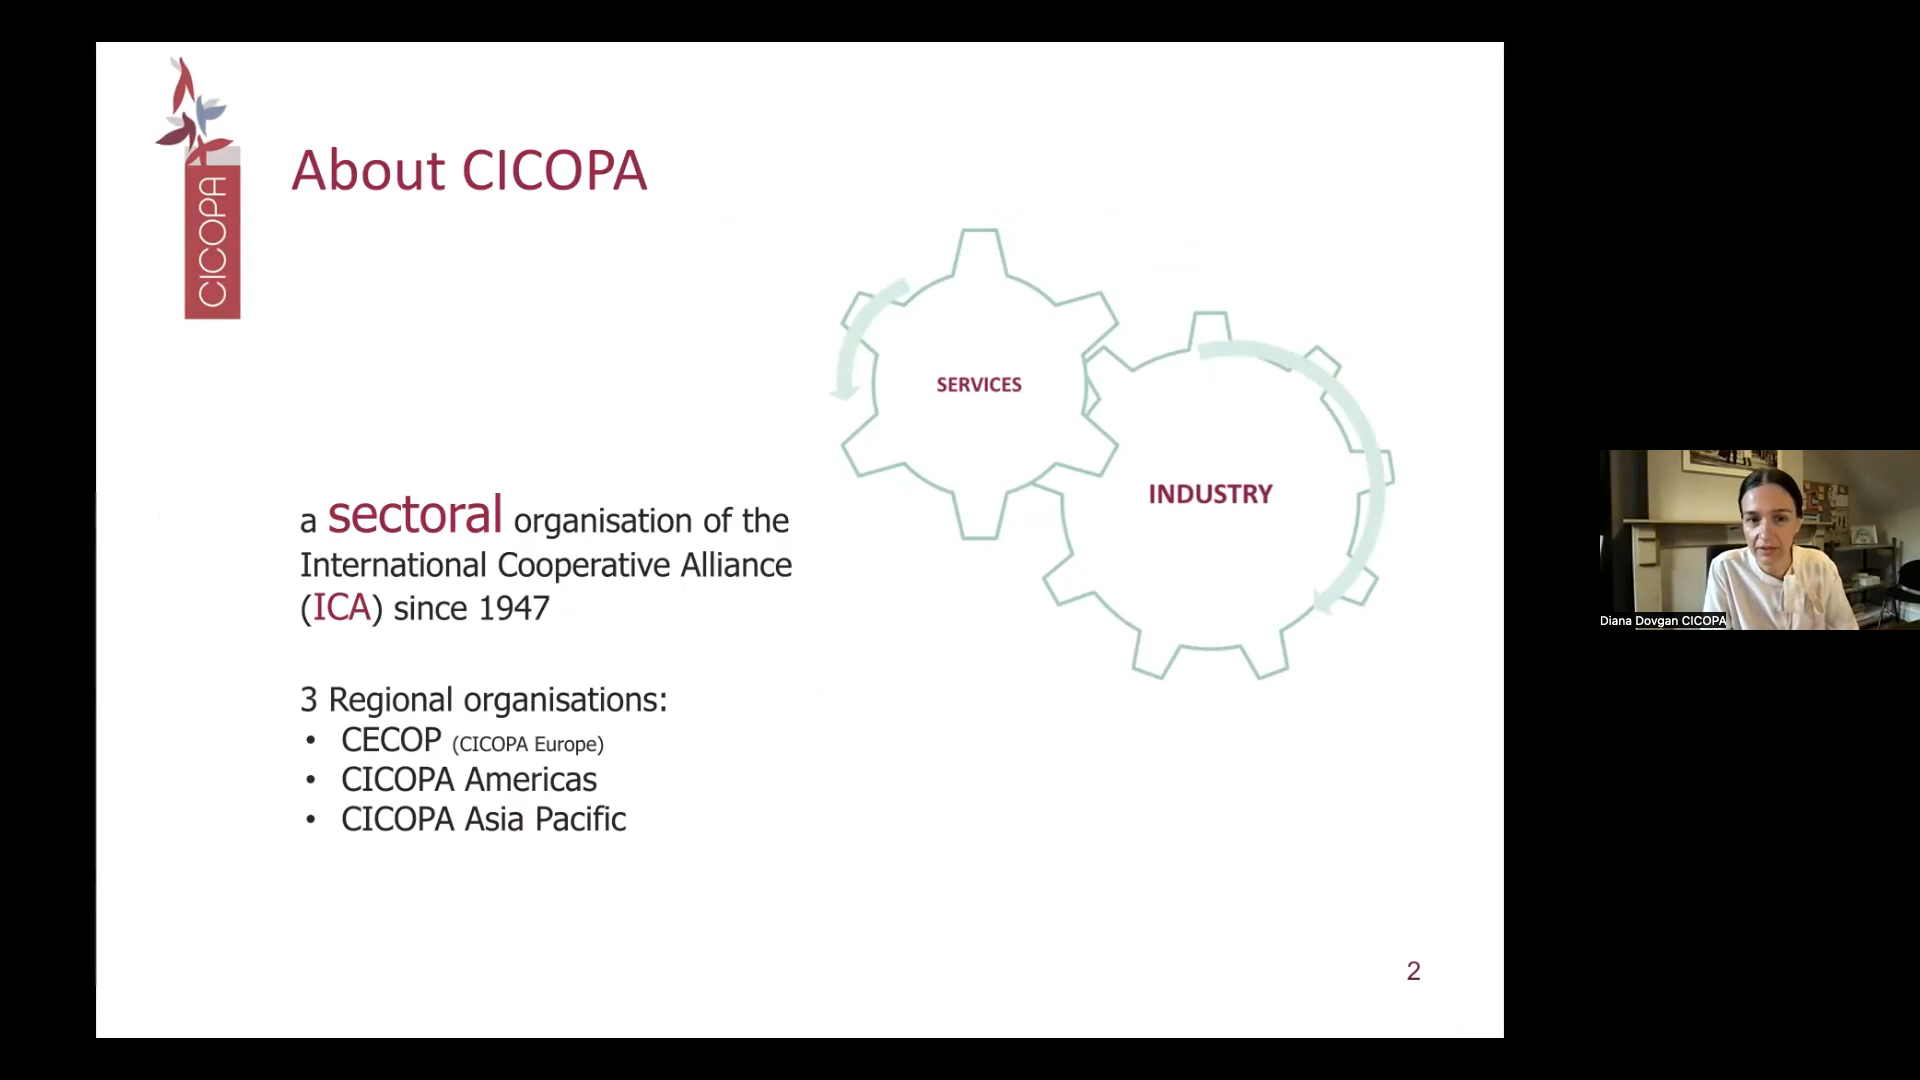 CICOPA
About CICOPA
SERVICES
INDUSTRY
a sectoral organisation of the
International Cooperative Alliance
(ICA) since 1947
3 Regional organisations:
• CECOP (CICOPA Europe)
• CICOPA Americas
• CICOPA Asia Pacific
2
Diana Dovgan CICOPA